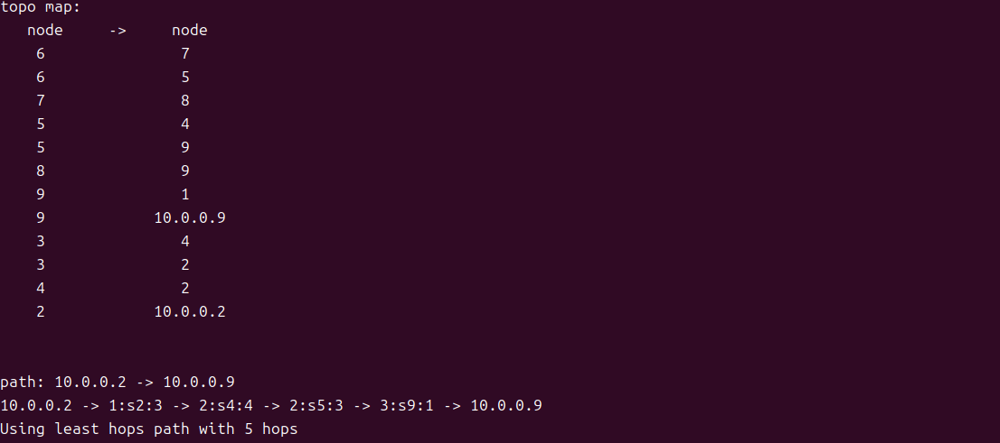 topo map:
node -> node
6 7
6 5
7 8
5 4
5 9
8 9
9 1
9 10.0.0.9
3 4
3 2
4 2
2 10.0.0.2
path: 10.0.0.2 -> 10.0.0.9
10.0.0.2 -> 1:s2:3 -> 2:s4:4 -> 2:s5:3 -> 3:s9:1 -> 10.0.0.9
Using least hops path with 5 hops